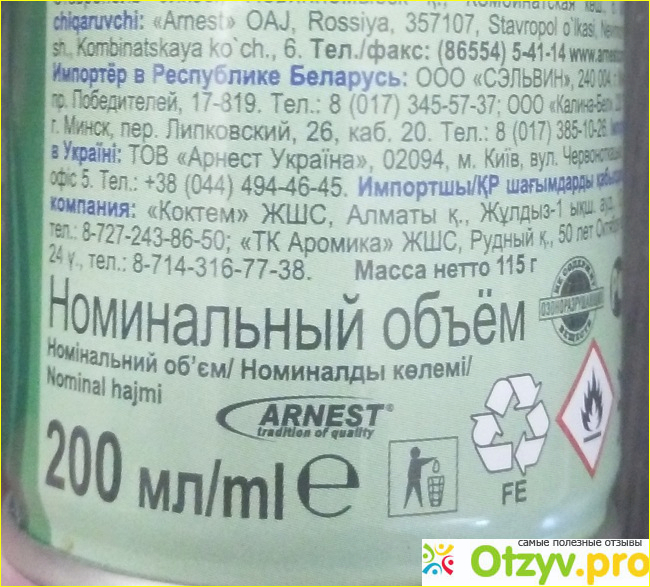 chiqaruvchi: «Arnest» OAJ, Rossiya, 357107, Stavropol o'lkasi,
sh., Kombinatskaya ko'ch., 6. Тел./факс: (86554) 5-41-14
Импортёр в Республике Беларусь: ООО «СЭЛЬВИН»,
пр. Победителей, 17-819. Тел.: 8 (017) 345-57-37; ООО
г. Минск, пер. Липковский, 26, каб. 20. Тел.: 8 (017) 385-10-26.
в Україні: ТОВ «Арнест Україна», 02094, м. Київ, вул.
офіс 5. Тел.: +38 (044) 494-46-45. Импортшы/ҚР шағымдарды
компания: «Коктем» ЖШС, Алматы қ., Жұлдыз-1 ықш. ауд.
тел.: 8-727-243-86-50; «ТК Аромика» ЖШС, Рудный қ., 50 лет
24 ү., тел.: 8-714-316-77-38. Масса нетто 115 г
НЕ СОДЕРЖИТ
ОЗОНОРАЗРУШАЮЩИХ
ВЕЩЕСТВ
Номинальный объём
Номінальний об'єм/ Номиналды көлемі/
Nominal hajmi
ARNEST®
tradition of quality
200 мл/ml e
FE
самые полезные отзывы
Otzyv.pro